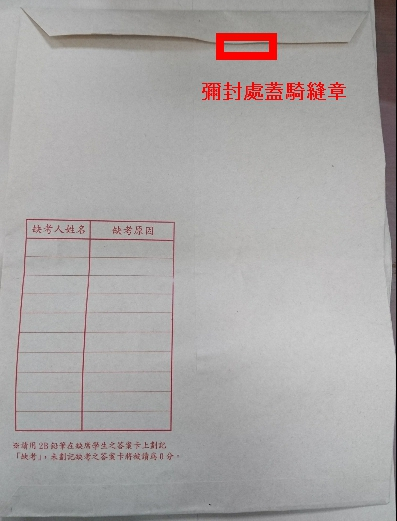 彌封處蓋騎縫章
缺考人姓名 缺考原因
※請用2B鉛筆在缺席學生之答案卡上劃記
「缺考」，未劃記缺考之答案卡將被讀為0分。